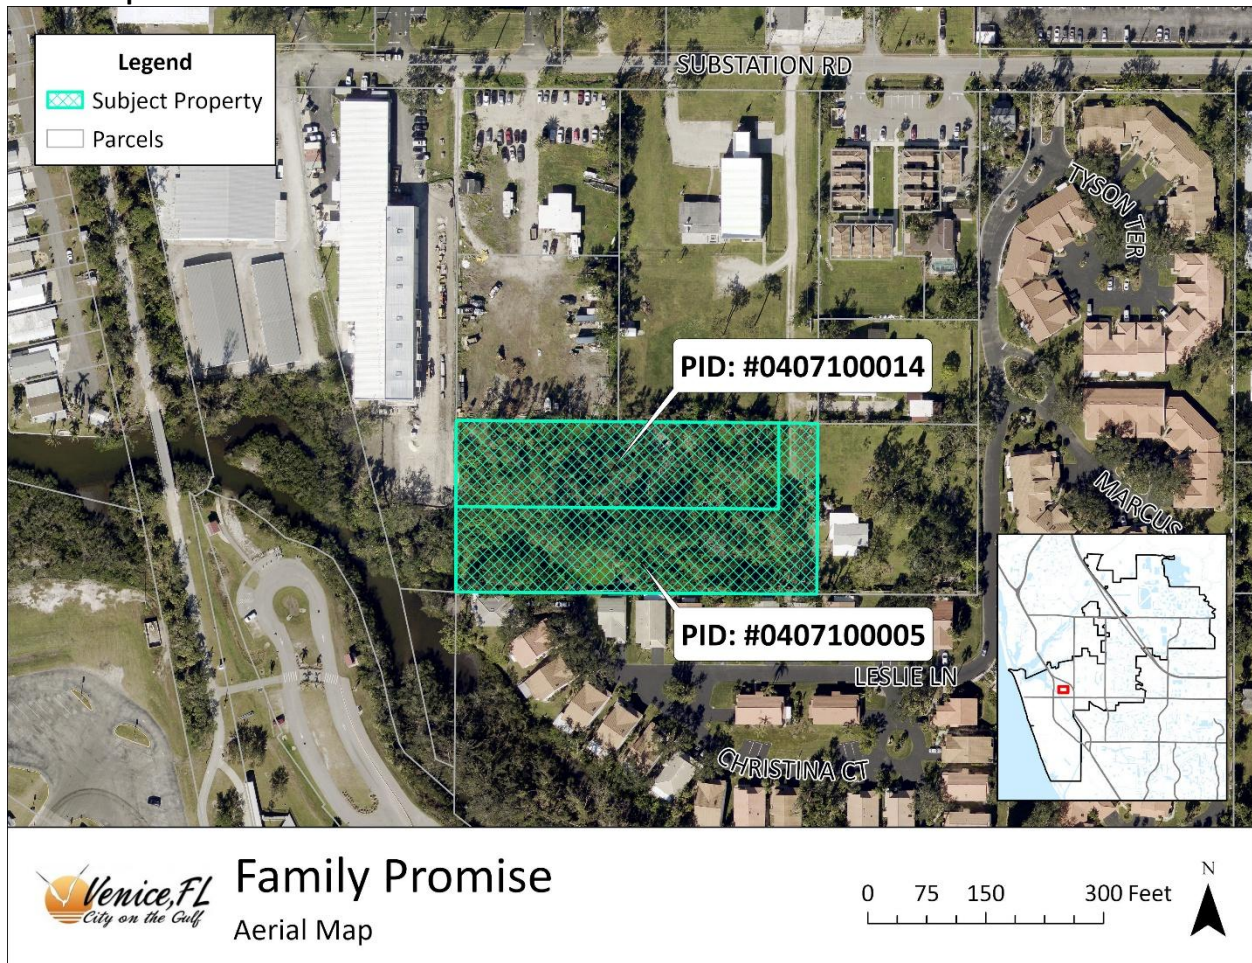 Legend
Subject Property
Parcels
SUBSTATION RD
TYSON TER
PID: #0407100014
MARCUS
PID: #0407100005
LESLIE LN
CHRISTINA CT
Venice, FL
City on the Gulf
Family Promise
Aerial Map
0 75 150 300 Feet
N